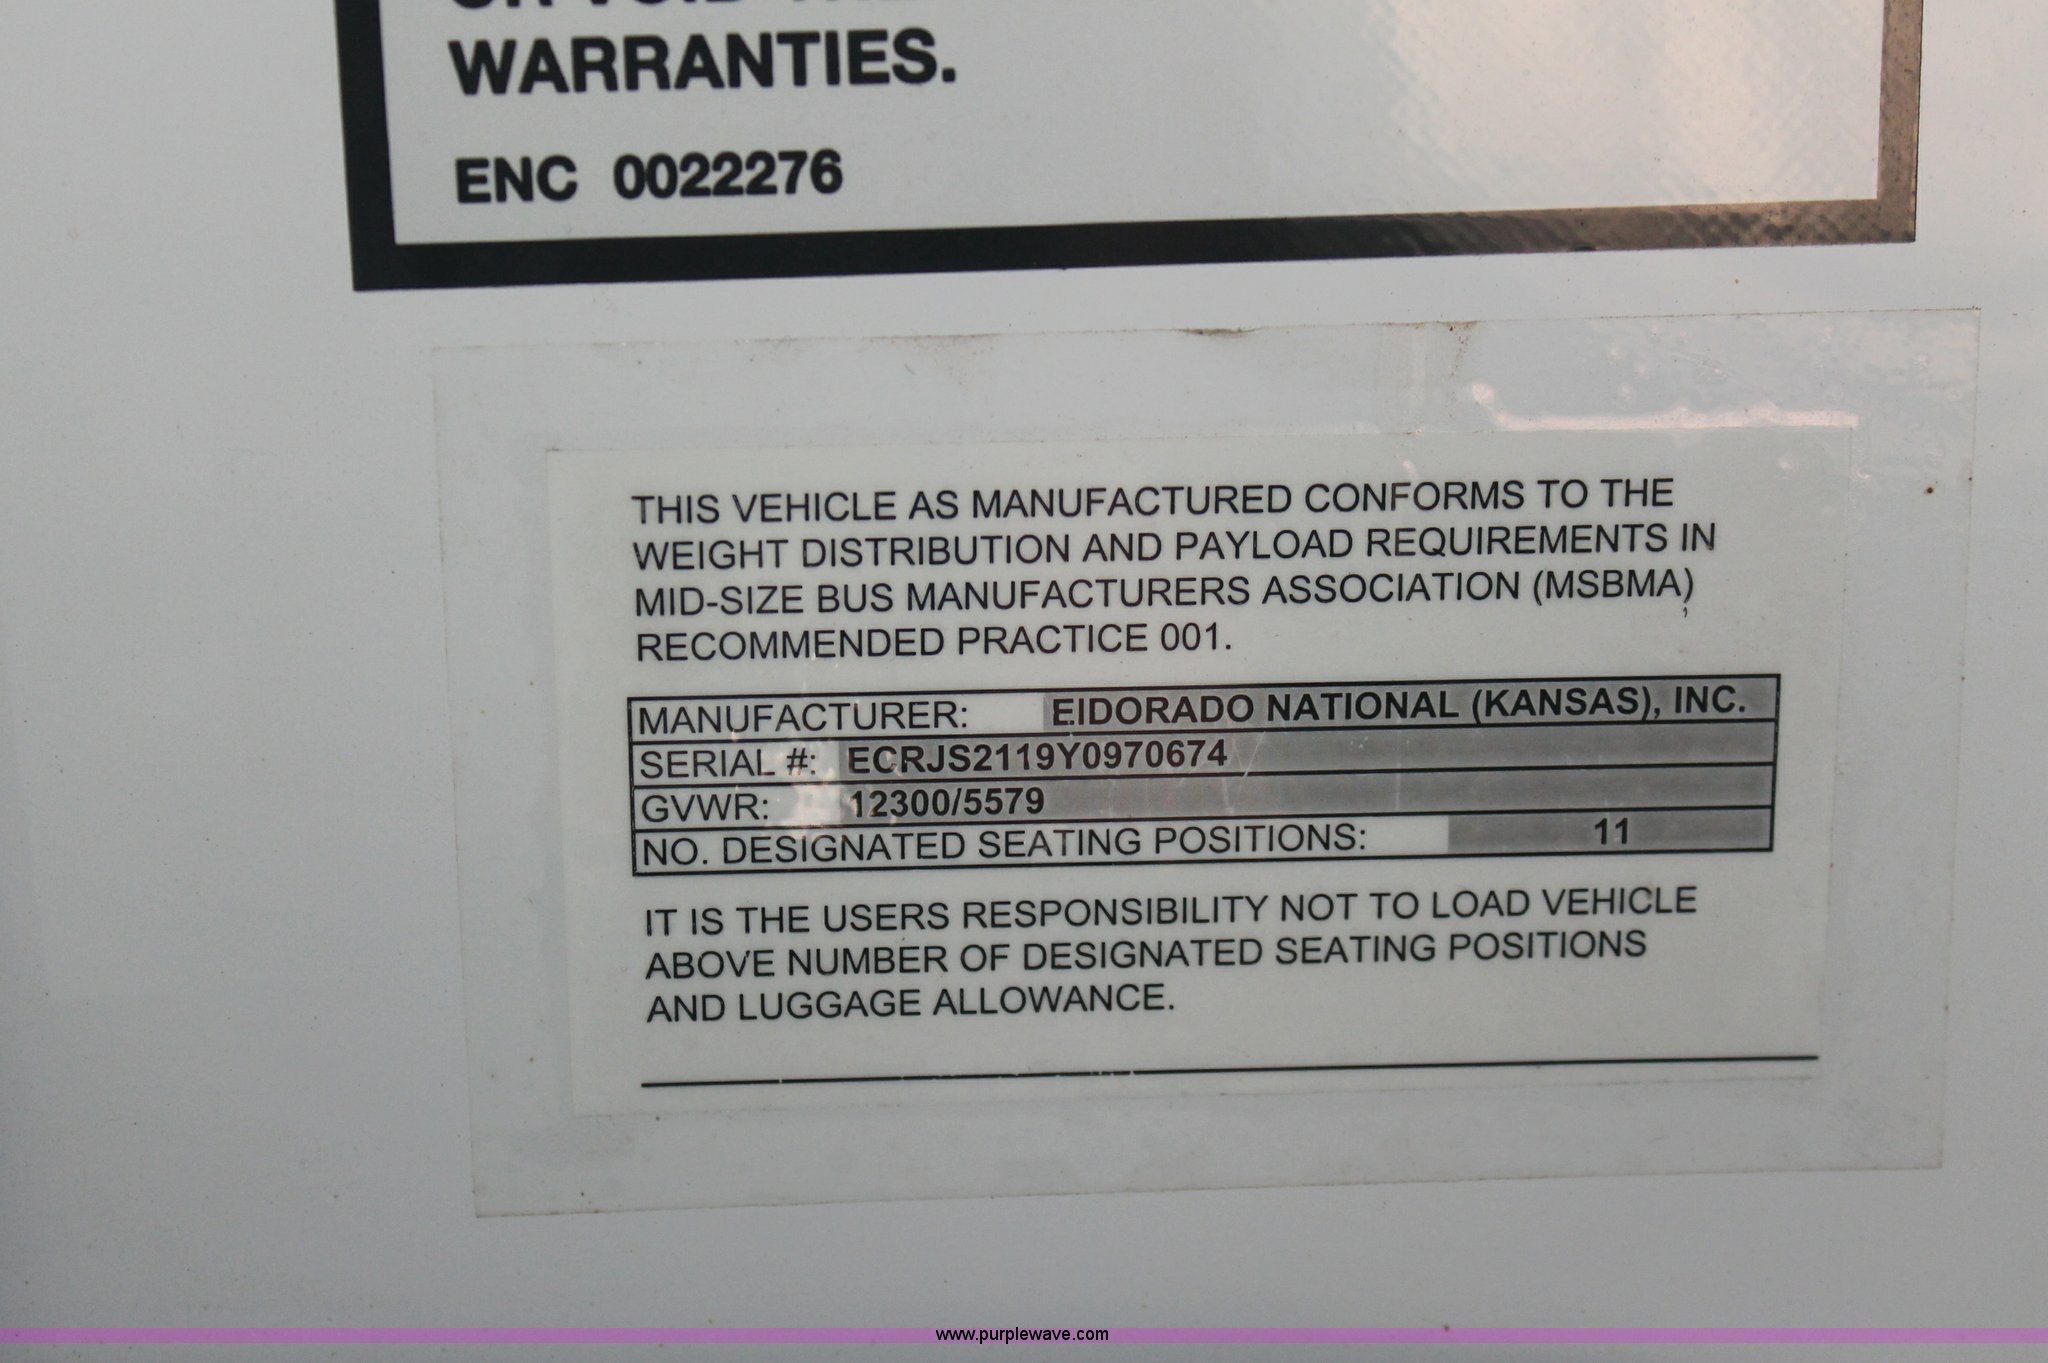 WARRANTIES.
ENC 0022276
THIS VEHICLE AS MANUFACTURED CONFORMS TO THE
WEIGHT DISTRIBUTION AND PAYLOAD REQUIREMENTS IN
MID-SIZE BUS MANUFACTURERS ASSOCIATION (MSBMA)
RECOMMENDED PRACTICE 001.
MANUFACTURER: ElDORADO NATIONAL (KANSAS), INC.
SERIAL #: ECRJS2119Y0970674
GVWR: 12300/5579
NO. DESIGNATED SEATING POSITIONS: 11
IT IS THE USERS RESPONSIBILITY NOT TO LOAD VEHICLE
ABOVE NUMBER OF DESIGNATED SEATING POSITIONS
AND LUGGAGE ALLOWANCE.
www.purplewave.com